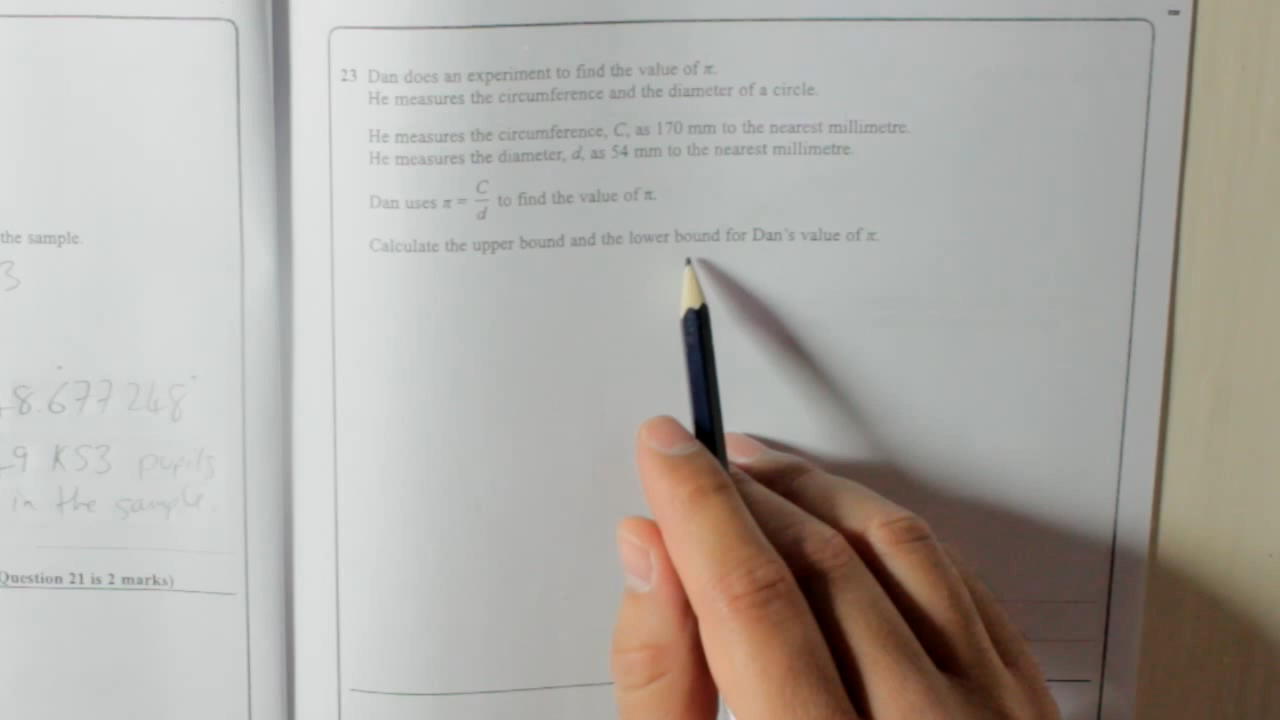 the sample.
3
8.677248
9 KS3 pupils
in the sample.
Question 21 is 2 marks)
23 Dan does an experiment to find the value of π.
He measures the circumference and the diameter of a circle.
He measures the circumference, C, as 170 mm to the nearest millimetre.
He measures the diameter, d, as 54 mm to the nearest millimetre.
Dan uses π = C/d to find the value of π.
Calculate the upper bound and the lower bound for Dan's value of π.